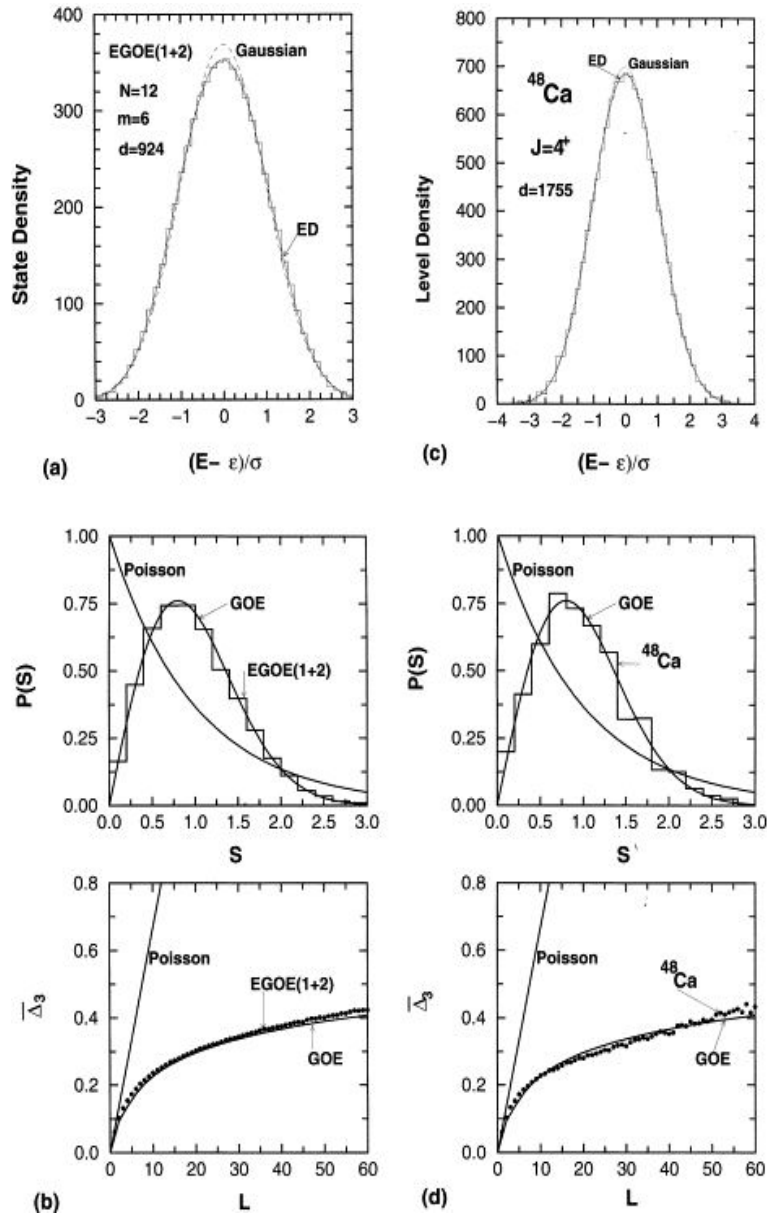 EGOE(1+2)
Gaussian
N=12
m=6
d=924
ED
State Density
400
300
200
100
0
−3 −2 −1 0 1 2 3
(a)
(E− ε)/σ
ED
Gaussian
48Ca
J=4+
d=1755
Level Density
800
700
600
500
400
300
200
100
0
−4 −3 −2 −1 0 1 2 3 4
(c)
(E− ε)/σ
Poisson
GOE
EGOE(1+2)
P(S)
1.00
0.75
0.50
0.25
0.00
0.0 0.5 1.0 1.5 2.0 2.5 3.0
S
Poisson
GOE
48Ca
P(S)
1.00
0.75
0.50
0.25
0.00
0.0 0.5 1.0 1.5 2.0 2.5 3.0
S
Poisson
EGOE(1+2)
GOE
Δ3
0.8
0.6
0.4
0.2
0.0
0 10 20 30 40 50 60
(b)
L
Poisson
48Ca
GOE
Δ3
0.8
0.6
0.4
0.2
0.0
0 10 20 30 40 50 60
(d)
L